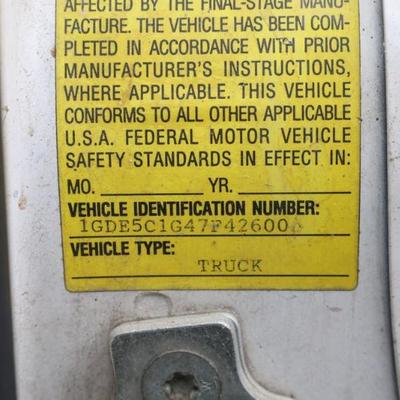 AFFECTED BY THE FINAL-STAGE MANU-
FACTURE. THE VEHICLE HAS BEEN COM-
PLETED IN ACCORDANCE WITH PRIOR
MANUFACTURER'S INSTRUCTIONS,
WHERE APPLICABLE. THIS VEHICLE
CONFORMS TO ALL OTHER APPLICABLE
U.S.A. FEDERAL MOTOR VEHICLE
SAFETY STANDARDS IN EFFECT IN:
MO. YR.
VEHICLE IDENTIFICATION NUMBER:
VEHICLE TYPE:
TRUCK